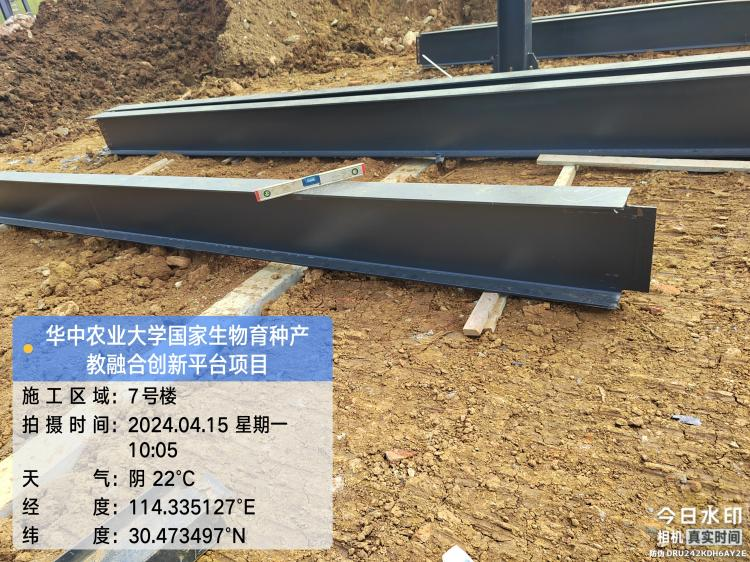 华中农业大学国家生物育种产
教融合创新平台项目
施工区域：7号楼
拍摄时间：2024.04.15 星期一
10:05
天气：阴 22°C
经度：114.335127°E
纬度：30.473497°N
今日水印
相机 真实时间
防伪 DRU242KDH6AY2E